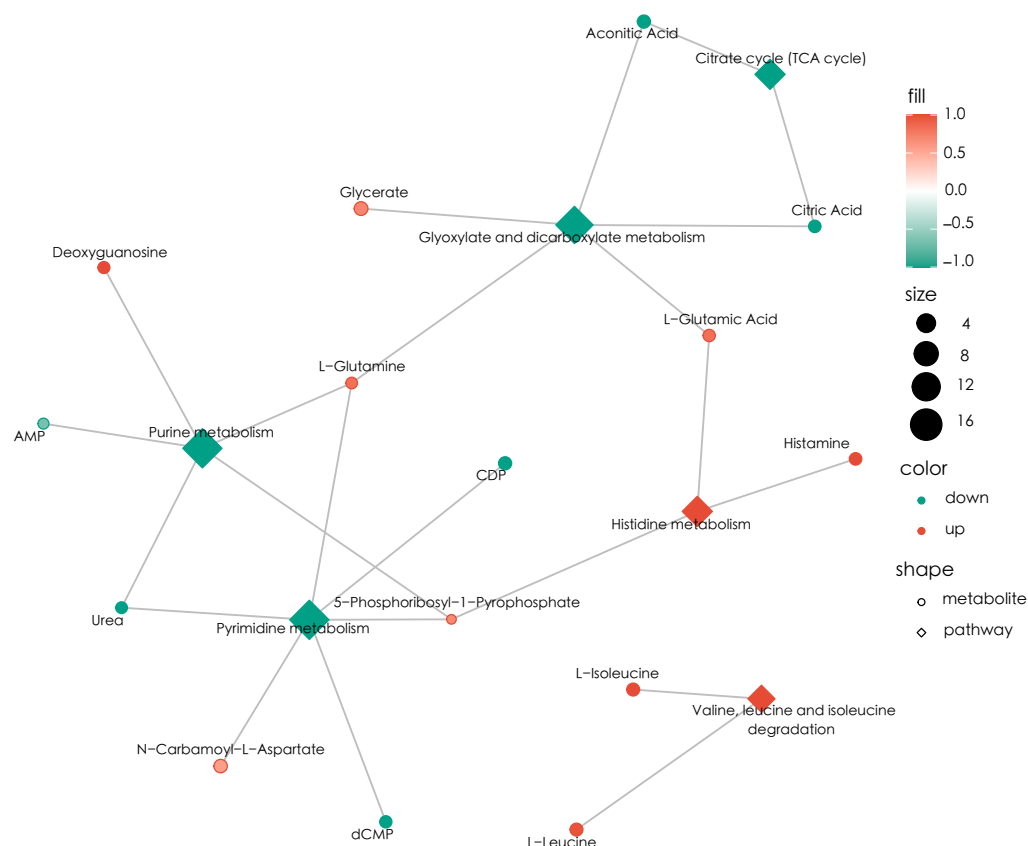 Aconitic Acid
Citrate cycle (TCA cycle)
Glycerate
Citric Acid
Glyoxylate and dicarboxylate metabolism
Deoxyguanosine
L−Glutamic Acid
L−Glutamine
AMP
Purine metabolism
Histamine
CDP
Histidine metabolism
5−Phosphoribosyl−1−Pyrophosphate
Urea
Pyrimidine metabolism
L−Isoleucine
Valine, leucine and isoleucine
degradation
N−Carbamoyl−L−Aspartate
dCMP
L−Leucine
fill
1.0
0.5
0.0
−0.5
−1.0
size
4
8
12
16
color
down
up
shape
metabolite
pathway